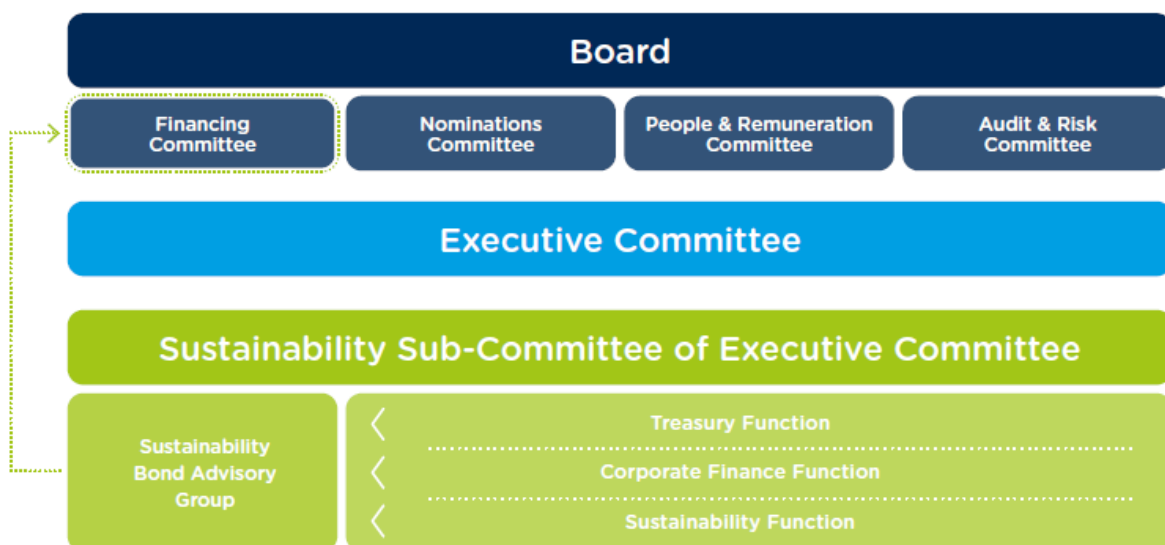 Board
Financing
Committee
Nominations
Committee
People & Remuneration
Committee
Audit & Risk
Committee
Executive Committee
Sustainability Sub-Committee of Executive Committee
Sustainability
Bond Advisory
Group
Treasury Function
Corporate Finance Function
Sustainability Function